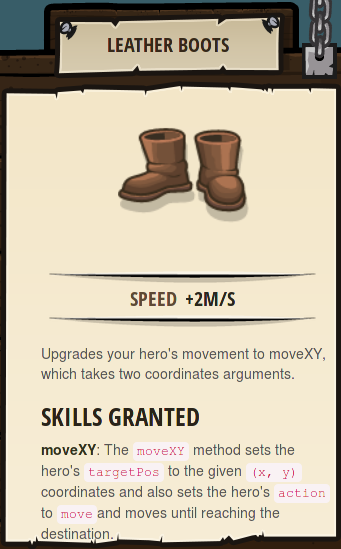 LEATHER BOOTS
SPEED +2M/S
Upgrades your hero's movement to moveXY,
which takes two coordinates arguments.
SKILLS GRANTED
moveXY: The moveXY method sets the
hero's targetPos to the given (x, y)
coordinates and also sets the hero's action
to move and moves until reaching the
destination.